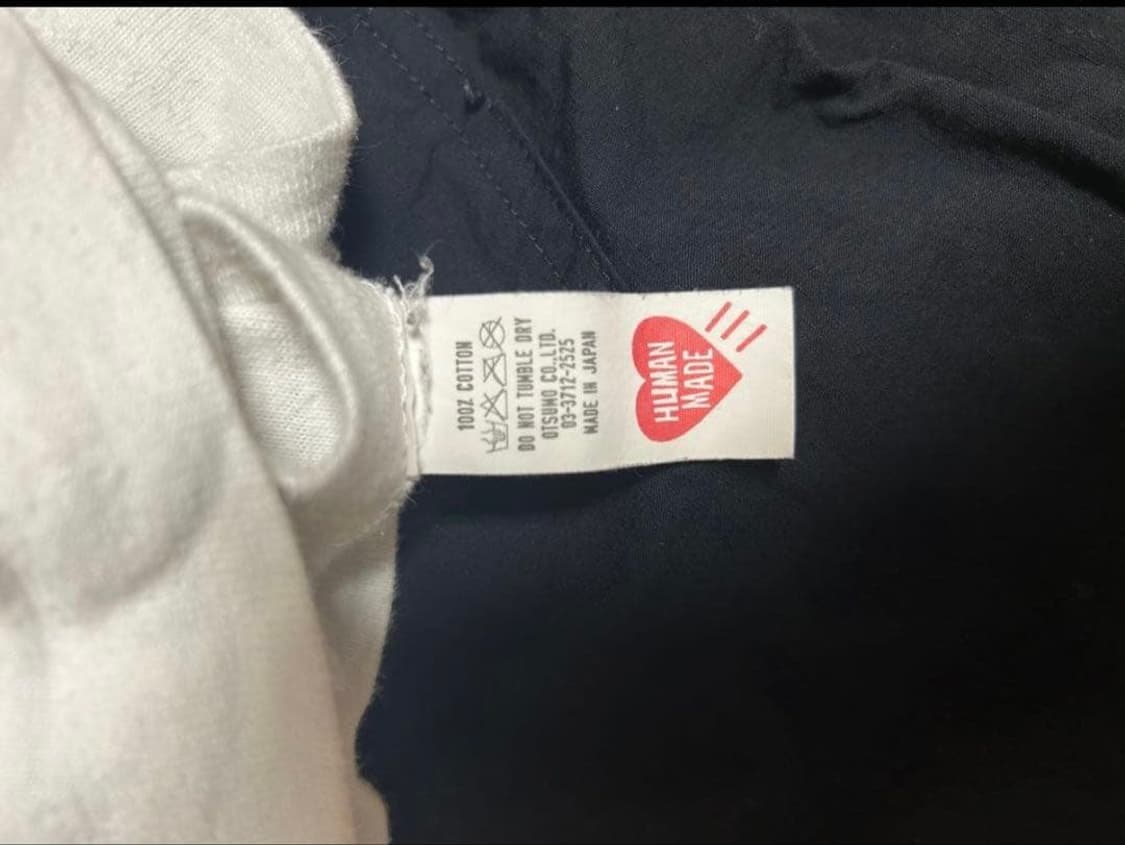 100% COTTON
DO NOT TUMBLE DRY
OTSUMO CO.,LTD.
03-3712-2525
MADE IN JAPAN
HUMAN
MADE